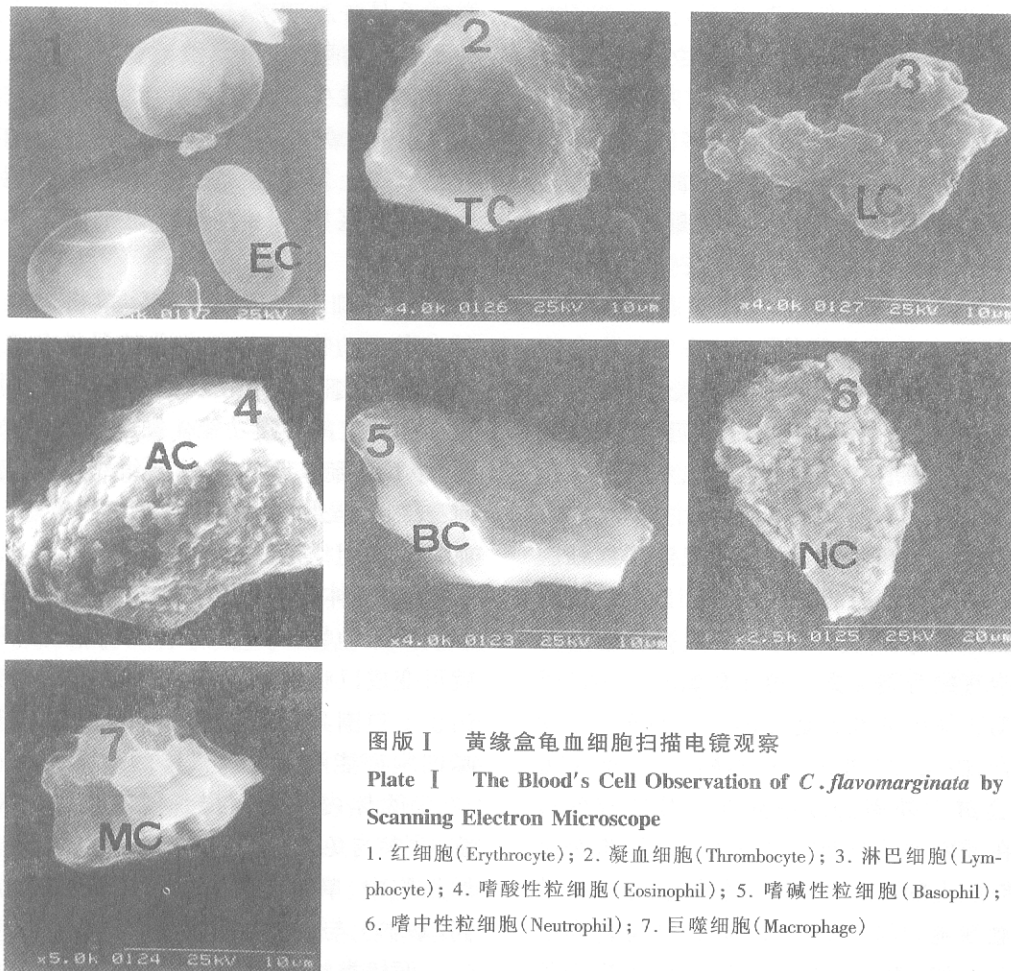 1
EC
0117 25kV
2
TC
×4.0k 0126 25kV 10μm
3
LC
×4.0k 0127 25kV 10μm
4
AC
5
BC
×4.0k 0123 25kV 10μm
6
NC
×2.5k 0125 25kV 20μm
7
MC
×5.0k 0124 25kV 10μm
图版Ⅰ 黄缘盒龟血细胞扫描电镜观察
Plate Ⅰ The Blood's Cell Observation of C.flavomarginata by
Scanning Electron Microscope
1. 红细胞(Erythrocyte); 2. 凝血细胞(Thrombocyte); 3. 淋巴细胞(Lym-
phocyte); 4. 嗜酸性粒细胞(Eosinophil); 5. 嗜碱性粒细胞(Basophil);
6. 嗜中性粒细胞(Neutrophil); 7. 巨噬细胞(Macrophage)